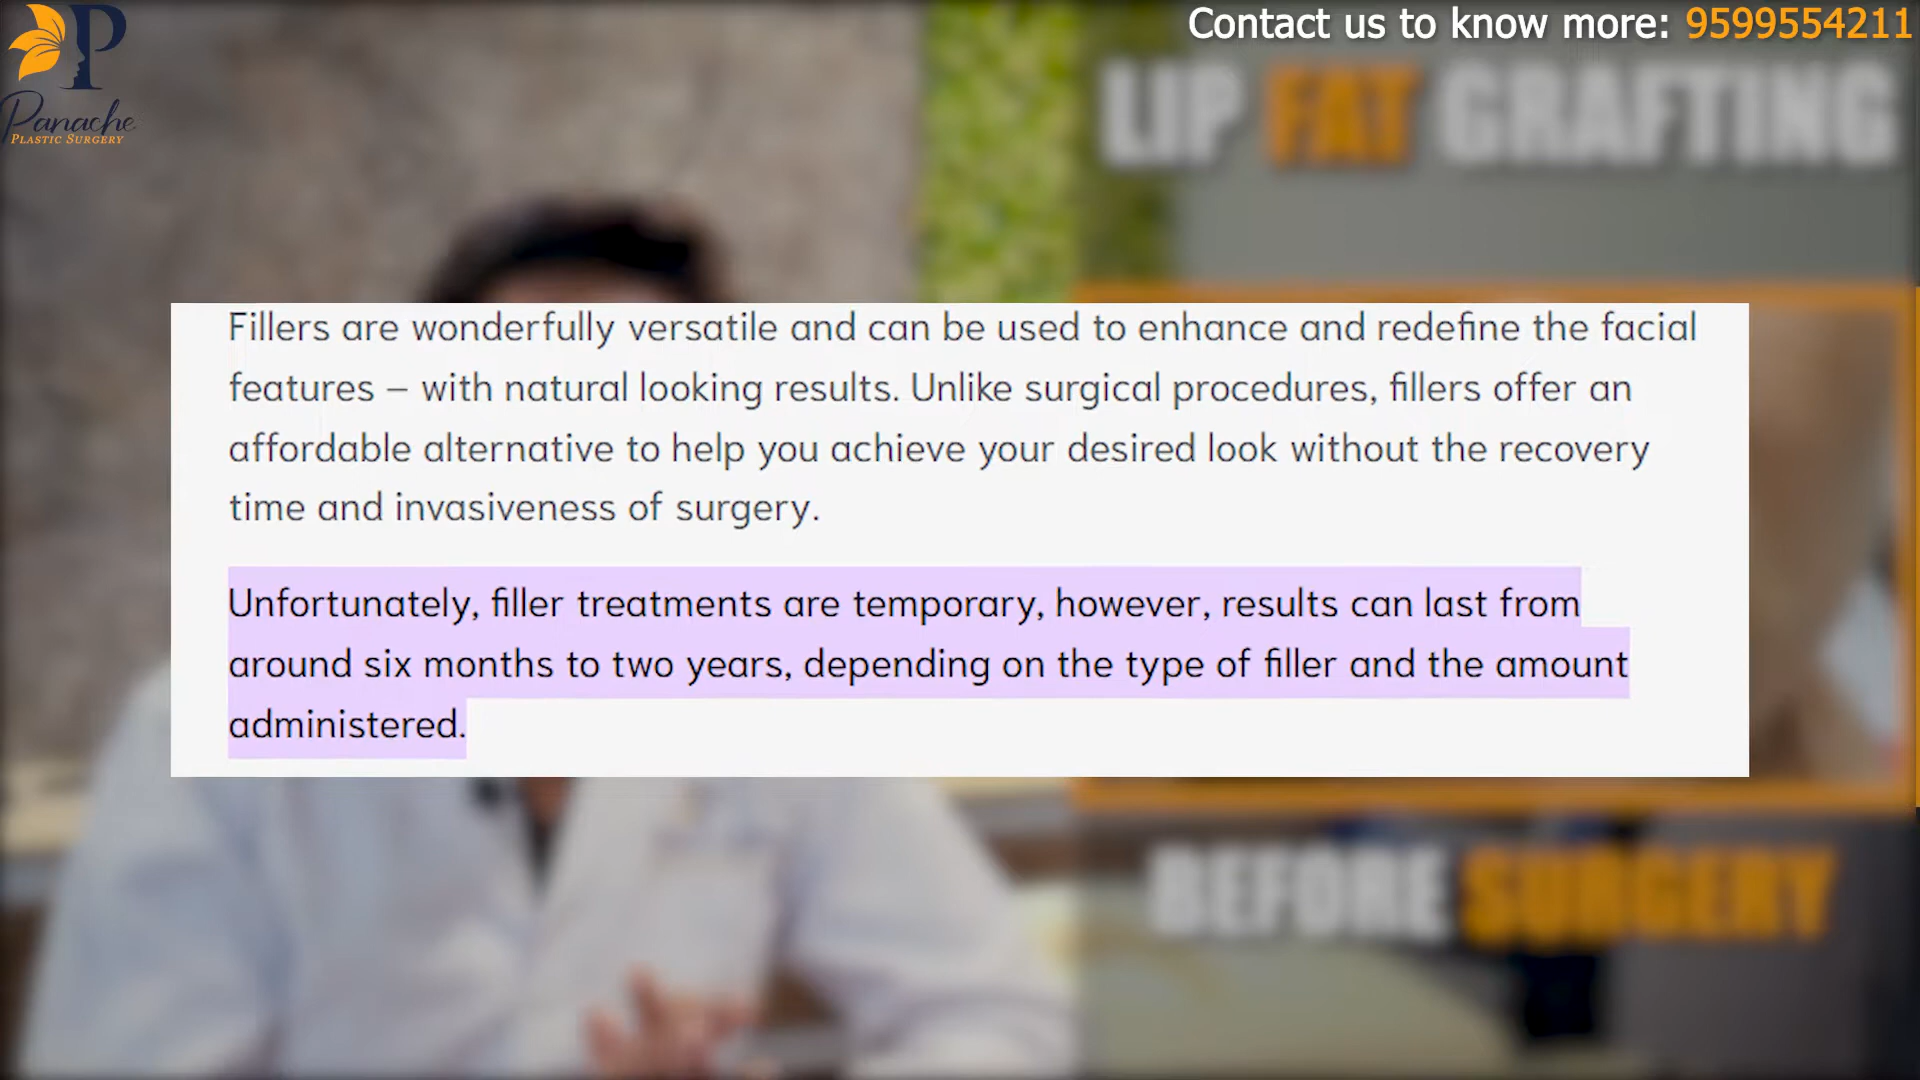 P
Panache
PLASTIC SURGERY
Contact us to know more: 9599554211
LIP FAT GRAFTING
Fillers are wonderfully versatile and can be used to enhance and redefine the facial
features – with natural looking results. Unlike surgical procedures, fillers offer an
affordable alternative to help you achieve your desired look without the recovery
time and invasiveness of surgery.
Unfortunately, filler treatments are temporary, however, results can last from
around six months to two years, depending on the type of filler and the amount
administered.
BEFORE SURGERY